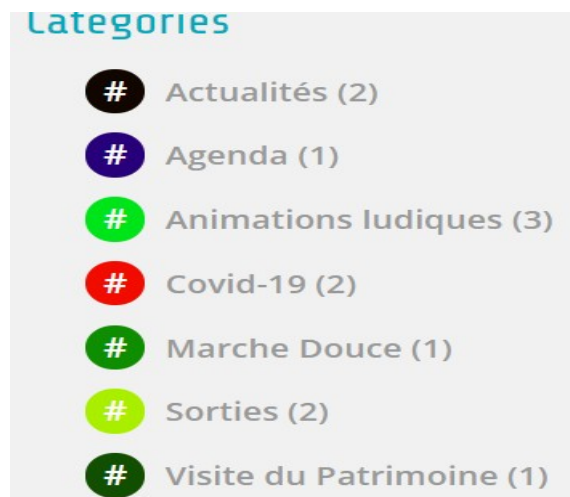 Catégories
# Actualités (2)
# Agenda (1)
# Animations ludiques (3)
# Covid-19 (2)
# Marche Douce (1)
# Sorties (2)
# Visite du Patrimoine (1)